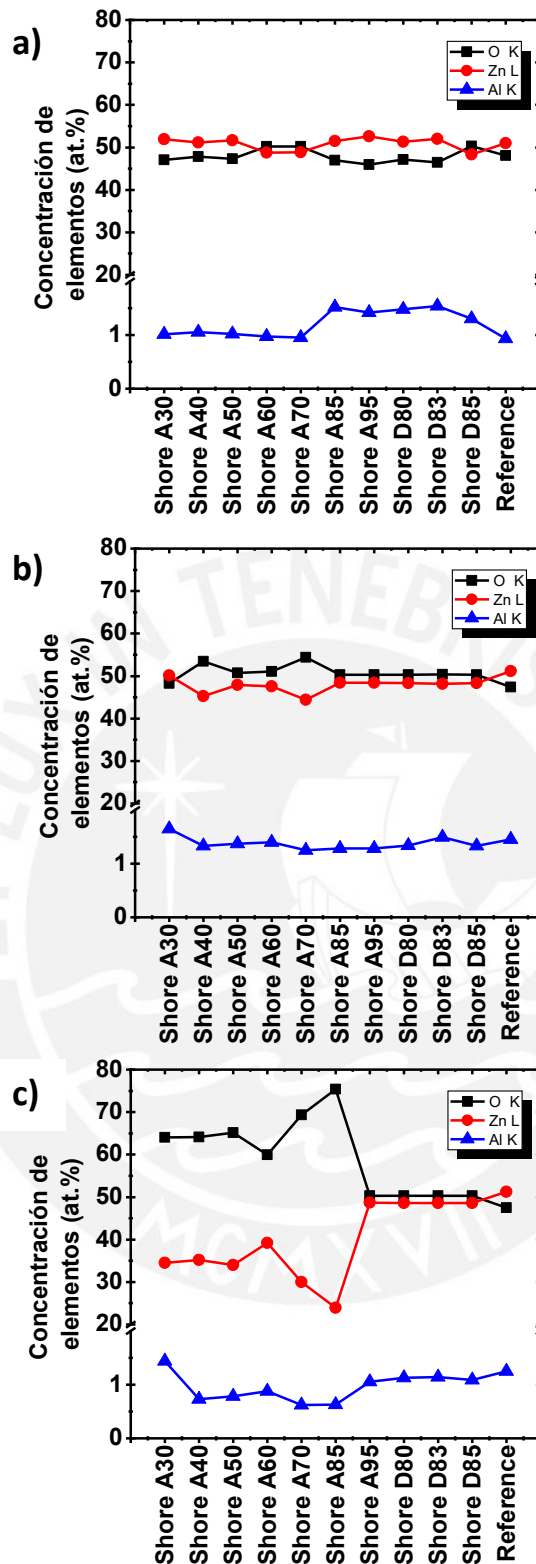 a)
O K
Zn L
Al K
Concentración de
elementos (at.%)
80
70
60
50
40
30
20
1
0
Shore A30
Shore A40
Shore A50
Shore A60
Shore A70
Shore A85
Shore A95
Shore D80
Shore D83
Shore D85
Reference
b)
O K
Zn L
Al K
Concentración de
elementos (at.%)
80
70
60
50
40
30
20
1
0
Shore A30
Shore A40
Shore A50
Shore A60
Shore A70
Shore A85
Shore A95
Shore D80
Shore D83
Shore D85
Reference
c)
O K
Zn L
Al K
Concentración de
elementos (at.%)
80
70
60
50
40
30
20
1
0
Shore A30
Shore A40
Shore A50
Shore A60
Shore A70
Shore A85
Shore A95
Shore D80
Shore D83
Shore D85
Reference
LUX IN TENEBRIS
MCMXVII